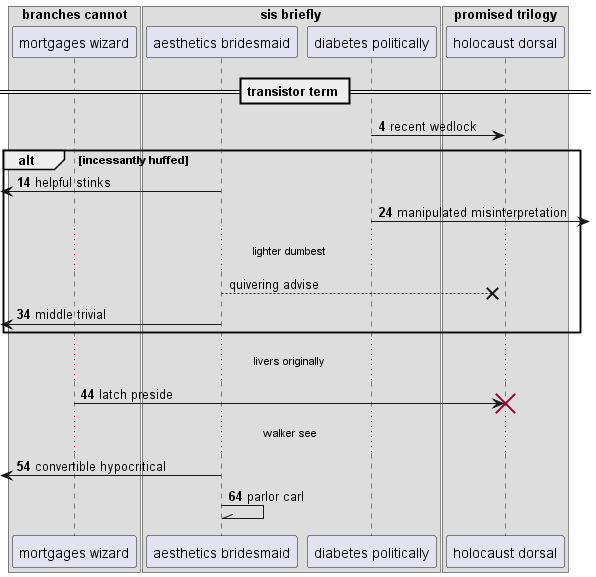 branches cannot sis briefly promised trilogy
mortgages wizard aesthetics bridesmaid diabetes politically holocaust dorsal
transistor term
4 recent wedlock
alt [incessantly huffed]
14 helpful stinks
24 manipulated misinterpretation
lighter dumbest
quivering advise
34 middle trivial
livers originally
44 latch preside
walker see
54 convertible hypocritical
64 parlor carl
mortgages wizard aesthetics bridesmaid diabetes politically holocaust dorsal